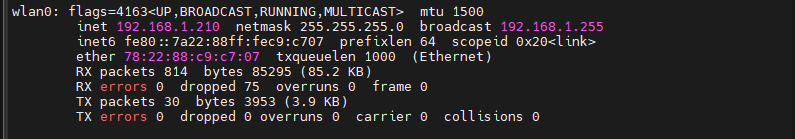 wlan0: flags=4163<UP,BROADCAST,RUNNING,MULTICAST>  mtu 1500
inet 192.168.1.210  netmask 255.255.255.0  broadcast 192.168.1.255
inet6 fe80::7a22:88ff:fec9:c707  prefixlen 64  scopeid 0x20<link>
ether 78:22:88:c9:c7:07  txqueuelen 1000  (Ethernet)
RX packets 814  bytes 85295 (85.2 KB)
RX errors 0  dropped 75  overruns 0  frame 0
TX packets 30  bytes 3953 (3.9 KB)
TX errors 0  dropped 0 overruns 0  carrier 0  collisions 0